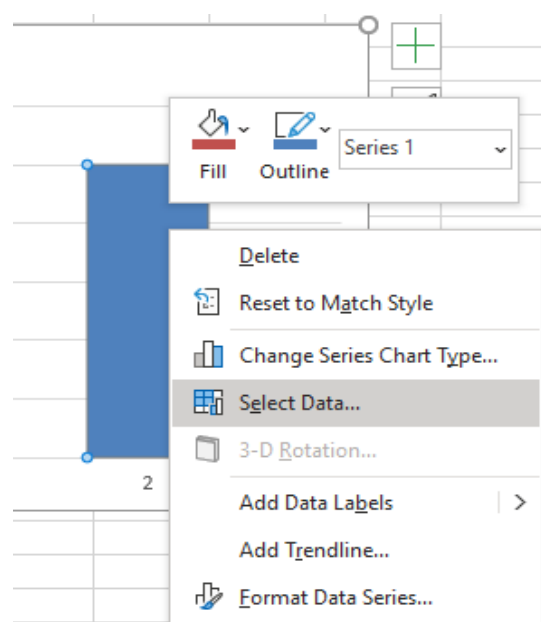 Series 1
Fill Outline
Delete
Reset to Match Style
Change Series Chart Type...
Select Data...
3-D Rotation...
2
Add Data Labels
Add Trendline...
Format Data Series...